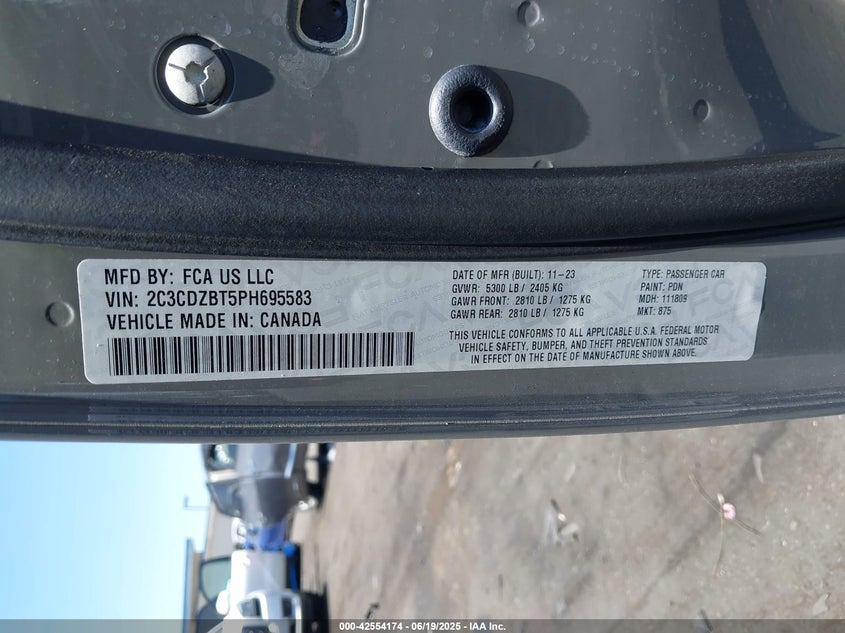 MFD BY: FCA US LLC
VIN: 2C3CDZBT5PH695583
VEHICLE MADE IN: CANADA
DATE OF MFR (BUILT): 11-23
GVWR: 5300 LB / 2405 KG
GAWR FRONT: 2810 LB / 1275 KG
GAWR REAR: 2810 LB / 1275 KG
TYPE: PASSENGER CAR
PAINT: PDN
MDH: 111809
MKT: 875
THIS VEHICLE CONFORMS TO ALL APPLICABLE U.S.A. FEDERAL MOTOR
VEHICLE SAFETY, BUMPER, AND THEFT PREVENTION STANDARDS
IN EFFECT ON THE DATE OF MANUFACTURE SHOWN ABOVE.
000-42554174 - 06/19/2025 - IAA Inc.